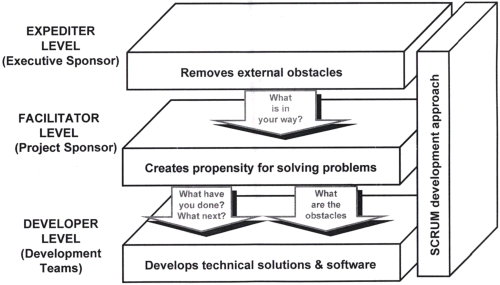 EXPEDITER
LEVEL
(Executive Sponsor)
Removes external obstacles
What
is in
your way?
FACILITATOR
LEVEL
(Project Sponsor)
Creates propensity for solving problems
What have
you done?
What next?
What
are the
obstacles
DEVELOPER
LEVEL
(Development
Teams)
Develops technical solutions & software
SCRUM development approach